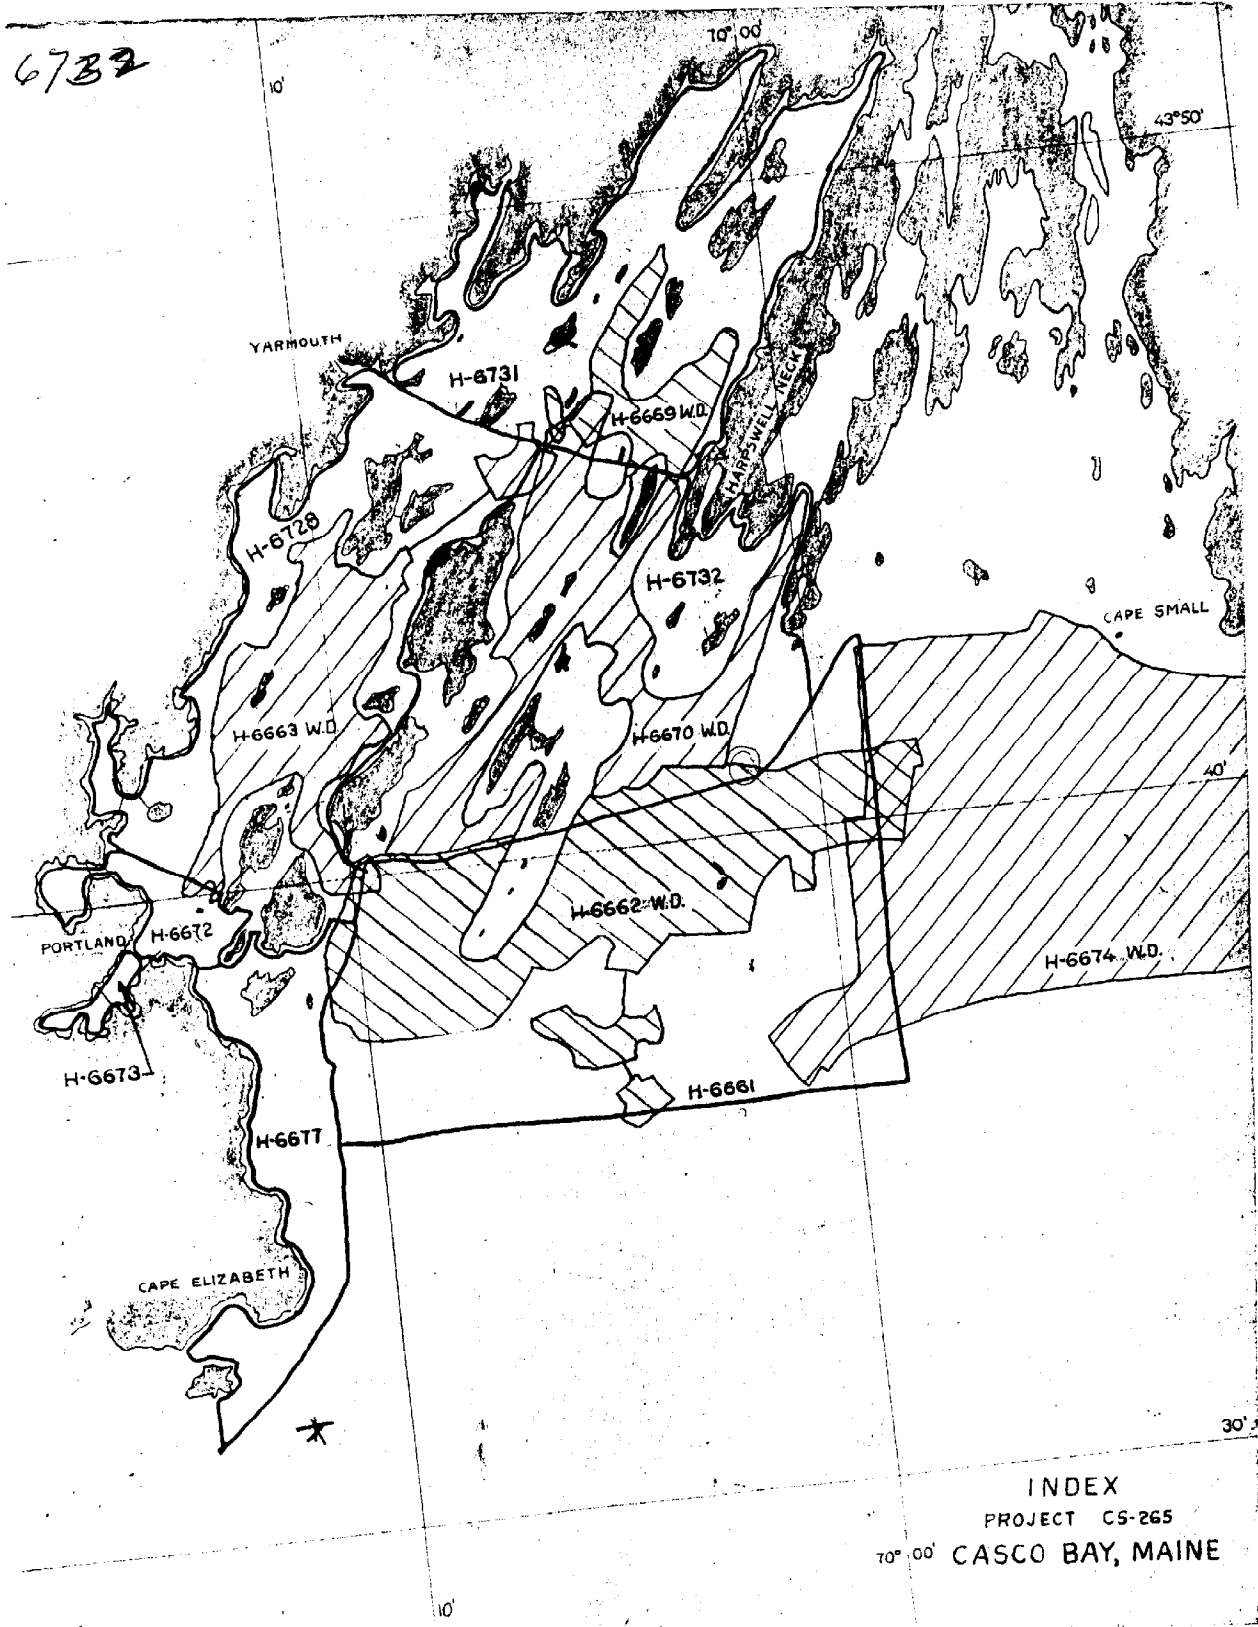 6732
70° 00'
10'
43°50'
YARMOUTH
H-6731
H-6669 W.D.
HARPSWELL NECK
H-6728
H-6732
CAPE SMALL
H-6663 W.D.
H-6670 W.D.
40'
H-6662 W.D.
PORTLAND
H-6672
H-6674 W.D.
H-6673
H-6661
H-6677
CAPE ELIZABETH
30'
INDEX
PROJECT CS-265
70° 00'
CASCO BAY, MAINE
10'